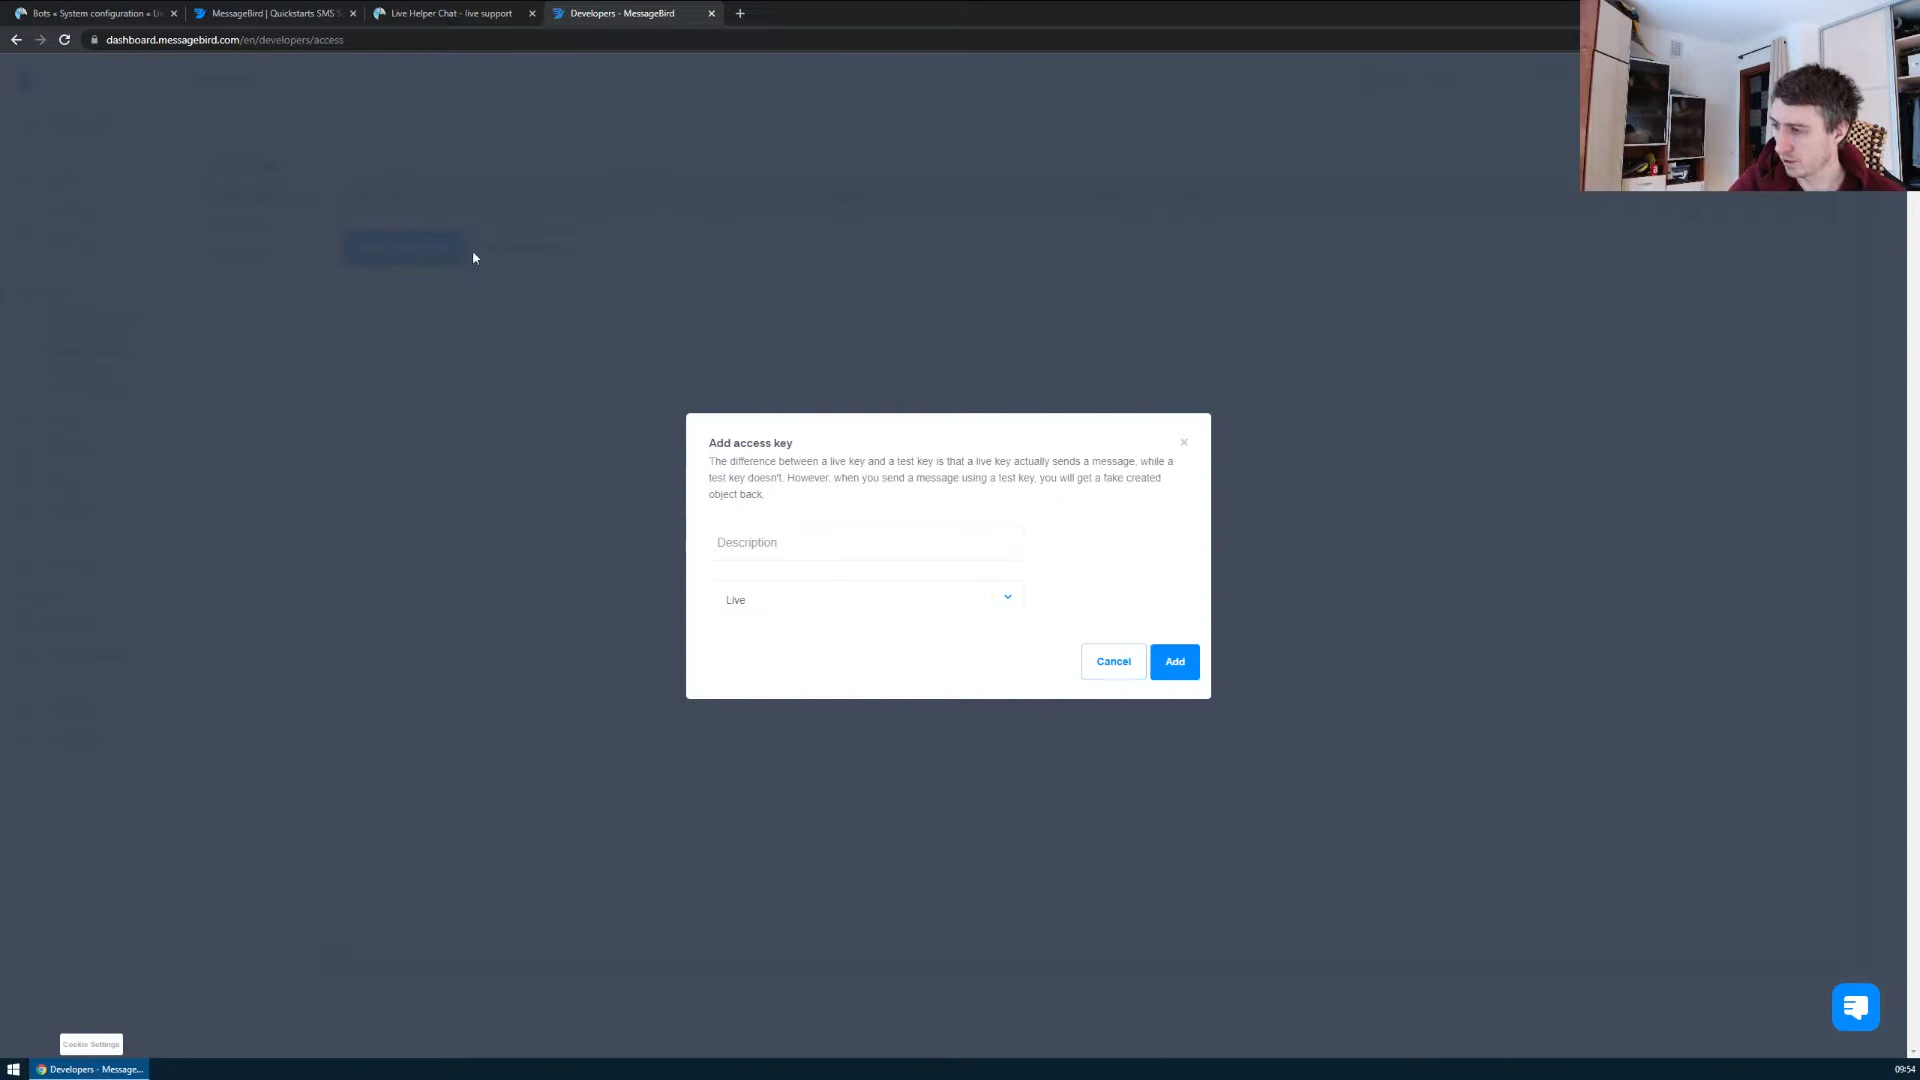 Bots « System configuration « Li
MessageBird | Quickstarts SMS S
Live Helper Chat - live support
Developers - MessageBird
dashboard.messagebird.com/en/developers/access
Add access key
The difference between a live key and a test key is that a live key actually sends a message, while a
test key doesn't. However, when you send a message using a test key, you will get a fake created
object back.
Description
Live
Cancel
Add
Cookie Settings
Developers - Message...
09:54